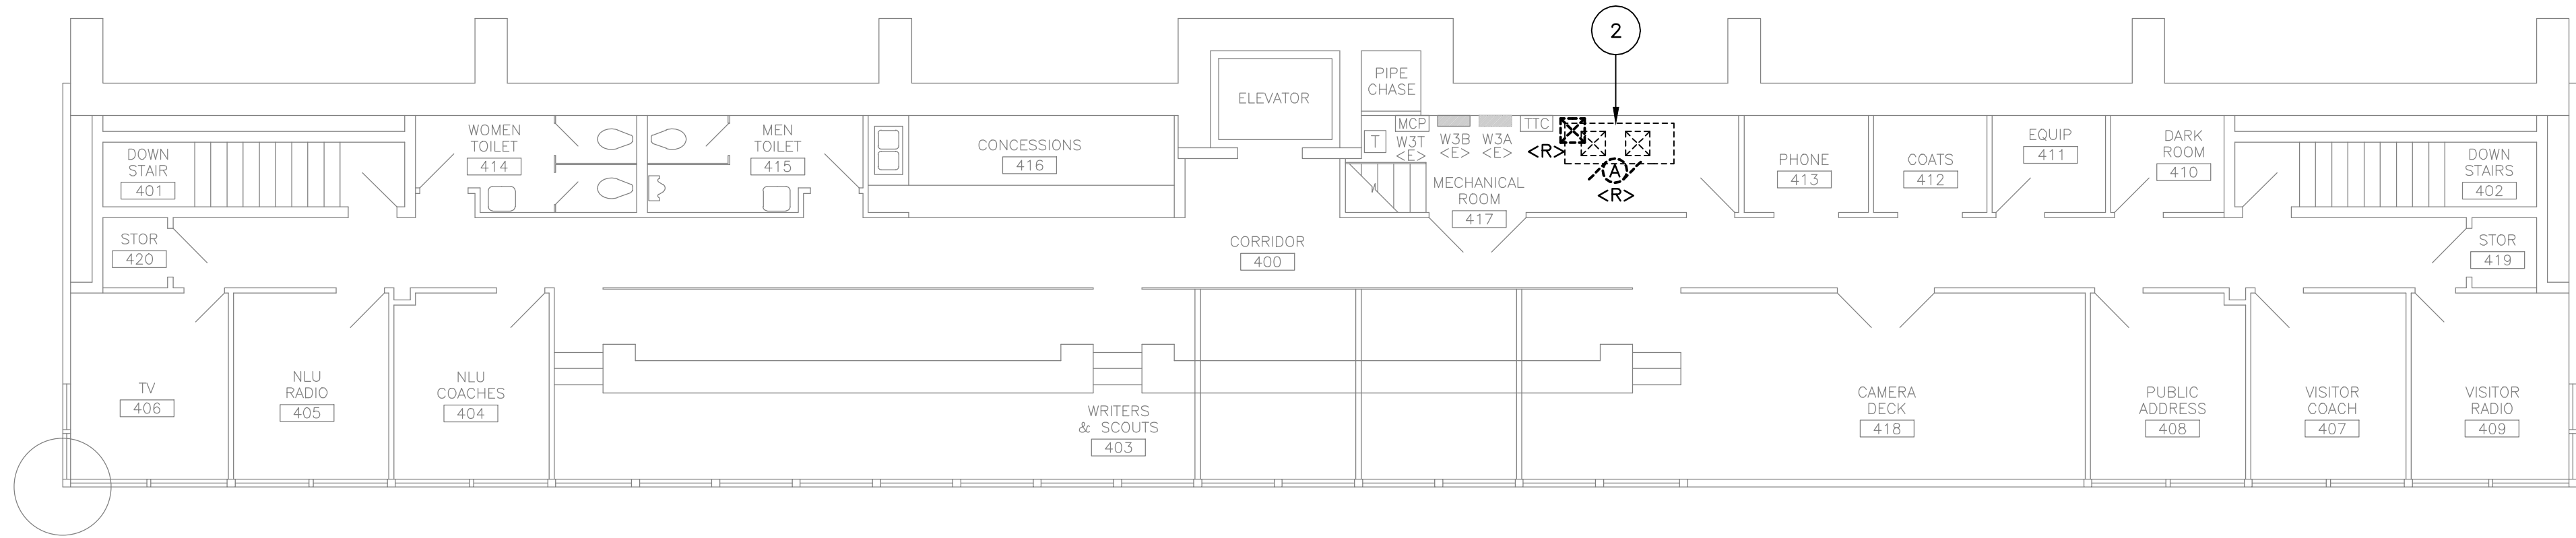 2
PIPE
CHASE
ELEVATOR
WOMEN
TOILET
414
MEN
TOILET
415
CONCESSIONS
416
DOWN
STAIR
401
T
MCP
W3T
<E>
W3B
<E>
W3A
<E>
TTC
<R>
A
<R>
MECHANICAL
ROOM
417
PHONE
413
COATS
412
EQUIP
411
DARK
ROOM
410
DOWN
STAIRS
402
STOR
420
CORRIDOR
400
STOR
419
TV
406
NLU
RADIO
405
NLU
COACHES
404
WRITERS
& SCOUTS
403
CAMERA
DECK
418
PUBLIC
ADDRESS
408
VISITOR
COACH
407
VISITOR
RADIO
409